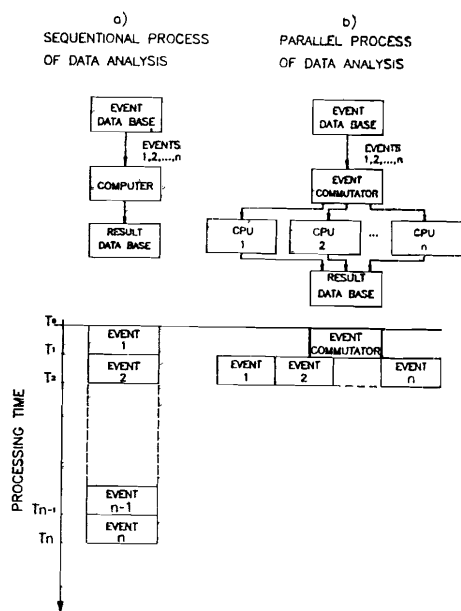 a)
SEQUENTIONAL PROCESS
OF DATA ANALYSIS
EVENT
DATA BASE
EVENTS
1,2,...,n
COMPUTER
RESULT
DATA BASE
b)
PARALLEL PROCESS
OF DATA ANALYSIS
EVENT
DATA BASE
EVENTS
1,2,...,n
EVENT
COMMUTATOR
CPU
1
CPU
2
...
CPU
n
RESULT
DATA BASE
PROCESSING TIME
T0
T1
T2
Tn-1
Tn
EVENT
1
EVENT
2
EVENT
n-1
EVENT
n
EVENT
COMMUTATOR
EVENT
1
EVENT
2
EVENT
n